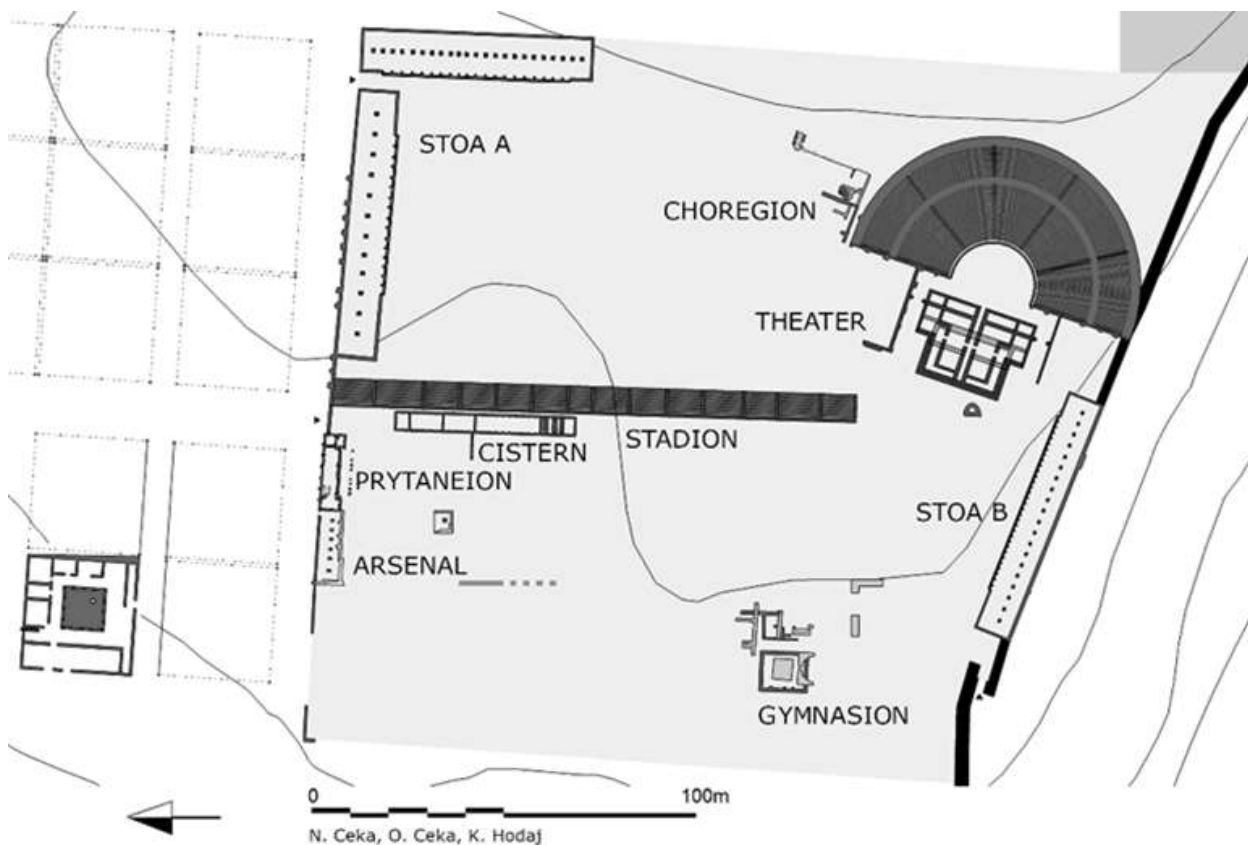 STOA A
CHOREGION
THEATER
STADION
CISTERN
PRYTANEION
STOA B
ARSENAL
GYMNASION
0 100m
N. Ceka, O. Ceka, K. Hodaj